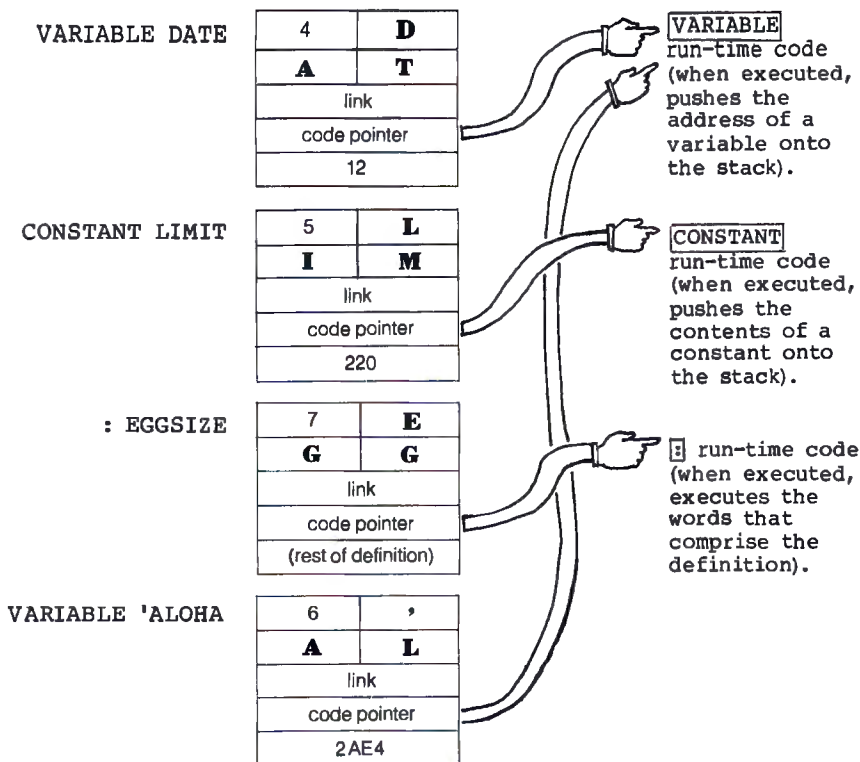 VARIABLE DATE
4 D
A T
link
code pointer
12
VARIABLE
run-time code
(when executed,
pushes the
address of a
variable onto
the stack).
CONSTANT LIMIT
5 L
I M
link
code pointer
220
CONSTANT
run-time code
(when executed,
pushes the
contents of a
constant onto
the stack).
: EGGSIZE
7 E
G G
link
code pointer
(rest of definition)
: run-time code
(when executed,
executes the
words that
comprise the
definition).
VARIABLE 'ALOHA
6 '
A L
link
code pointer
2AE4